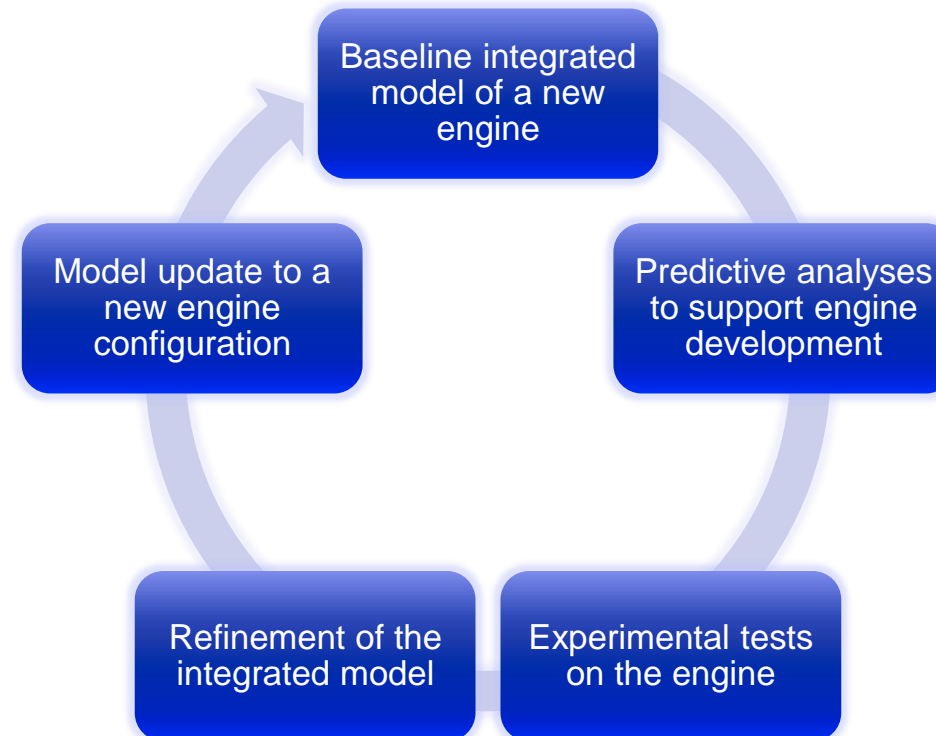 Baseline integrated
model of a new
engine
Predictive analyses
to support engine
development
Experimental tests
on the engine
Refinement of the
integrated model
Model update to a
new engine
configuration